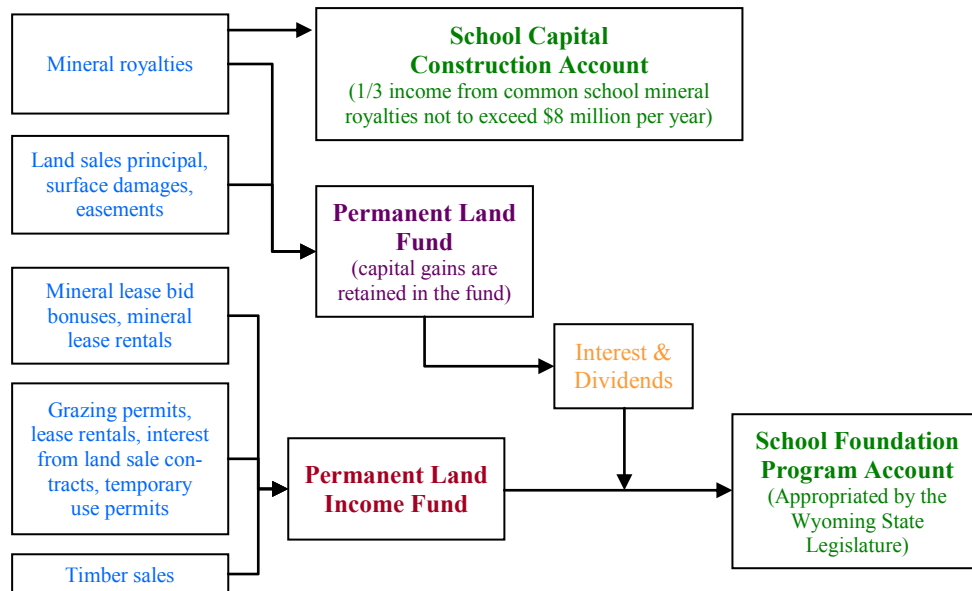 Mineral royalties
School Capital
Construction Account
(1/3 income from common school mineral
royalties not to exceed $8 million per year)
Land sales principal,
surface damages,
easements
Permanent Land
Fund
(capital gains are
retained in the fund)
Mineral lease bid
bonuses, mineral
lease rentals
Interest &
Dividends
Grazing permits,
lease rentals, interest
from land sale con-
tracts, temporary
use permits
Permanent Land
Income Fund
School Foundation
Program Account
(Appropriated by the
Wyoming State
Legislature)
Timber sales